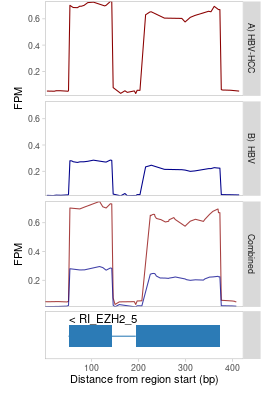 0.6
0.4
0.2
FPM
A) HBV-HCC
0.6
0.4
0.2
B) HBV
0.6
0.4
0.2
FPM
Combined
< RI_EZH2_5
100 200 300 400
Distance from region start (bp)